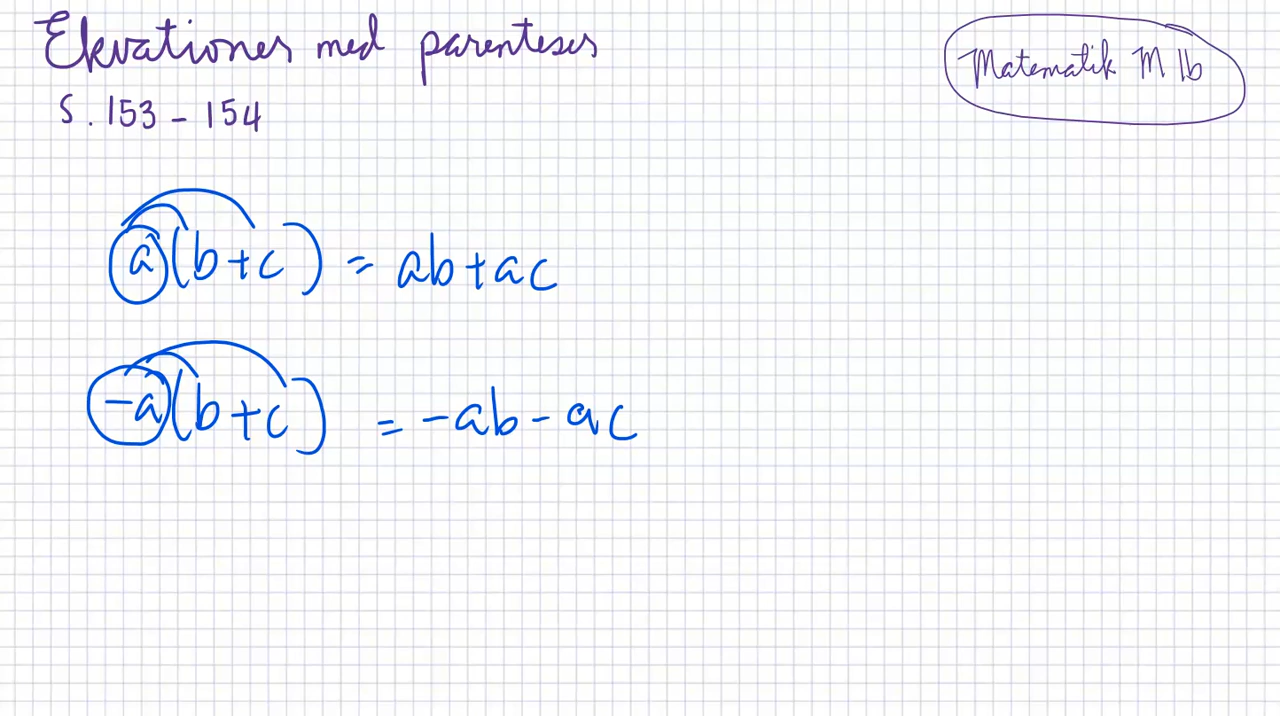 Ekvationer med parenteser
Matematik M 1b
s. 153 - 154
a(b+c) = ab+ac
-a(b+c) = -ab-ac